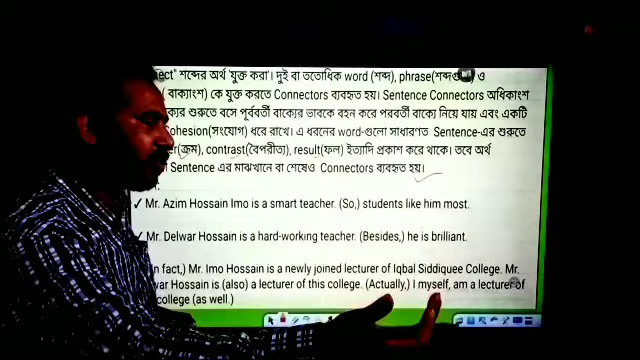 ect" শব্দের অর্থ 'যুক্ত করা'। দুই বা ততোধিক word (শব্দ), phrase( ও
( বাক্যাংশ) কে যুক্ত করতে Connectors ব্যবহৃত হয়। Sentence Connectors অধিকাংশ
ক্যের শুরুতে বসে পূর্ববর্তী বাক্যের ভাবকে বহন করে পরবর্তী বাক্যে নিয়ে যায় এবং একটি
ohesion(সংযোগ) ধরে রাখে। এ ধরনের word-গুলো সাধারণত Sentence-এর শুরুতে
er(ক্রম), contrast(বৈপরীত্য), result(ফল) ইত্যাদি প্রকাশ করে থাকে। তবে অর্থ
Sentence এর মাঝখানে বা শেষেও Connectors ব্যবহৃত হয়।
Mr. Azim Hossain Imo is a smart teacher. (So,) students like him most.
Mr. Delwar Hossain is a hard-working teacher. (Besides,) he is brilliant.
n fact,) Mr. Imo Hossain is a newly joined lecturer of Iqbal Siddiquee College. Mr.
war Hossain is (also) a lecturer of this college. (Actually,) I myself, am a lecturer of
college (as well.)